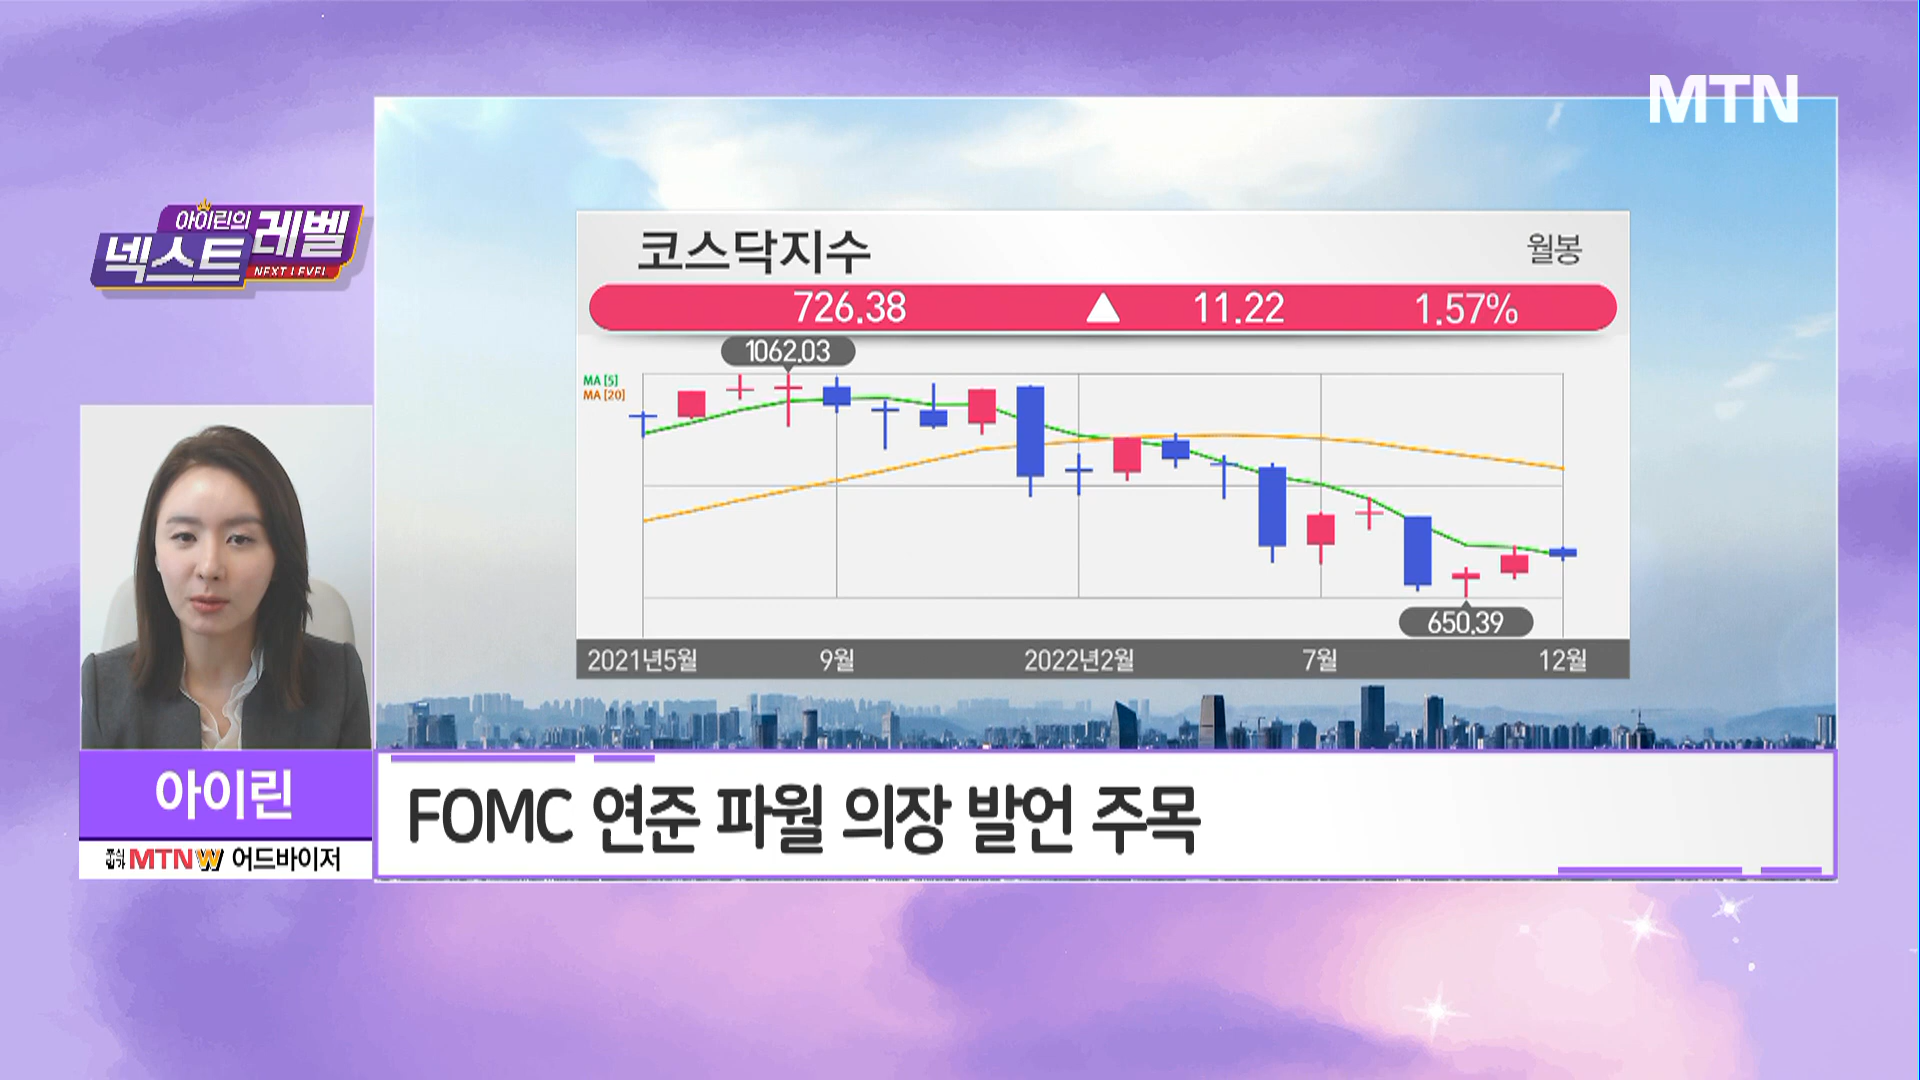 MTN
아이린의
넥스트 레벨
NEXT LEVEL
코스닥지수
월봉
726.38 ▲ 11.22 1.57%
1062.03
MA [5]
MA [20]
650.39
2021년5월 9월 2022년2월 7월 12월
아이린
MTNW 어드바이저
FOMC 연준 파월 의장 발언 주목